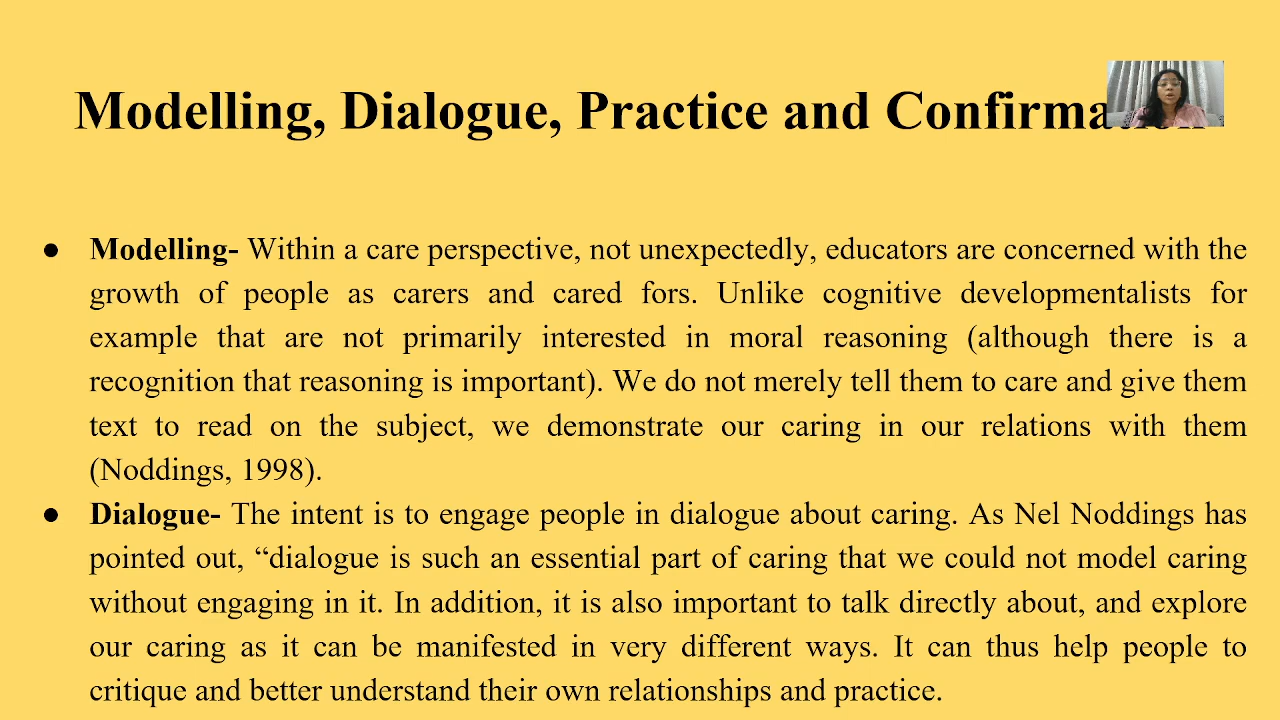 Modelling, Dialogue, Practice and
● Modelling- Within a care perspective, not unexpectedly, educators are concerned with the
growth of people as carers and cared fors. Unlike cognitive developmentalists for
example that are not primarily interested in moral reasoning (although there is a
recognition that reasoning is important). We do not merely tell them to care and give them
text to read on the subject, we demonstrate our caring in our relations with them
(Noddings, 1998).
● Dialogue- The intent is to engage people in dialogue about caring. As Nel Noddings has
pointed out, “dialogue is such an essential part of caring that we could not model caring
without engaging in it. In addition, it is also important to talk directly about, and explore
our caring as it can be manifested in very different ways. It can thus help people to
critique and better understand their own relationships and practice.